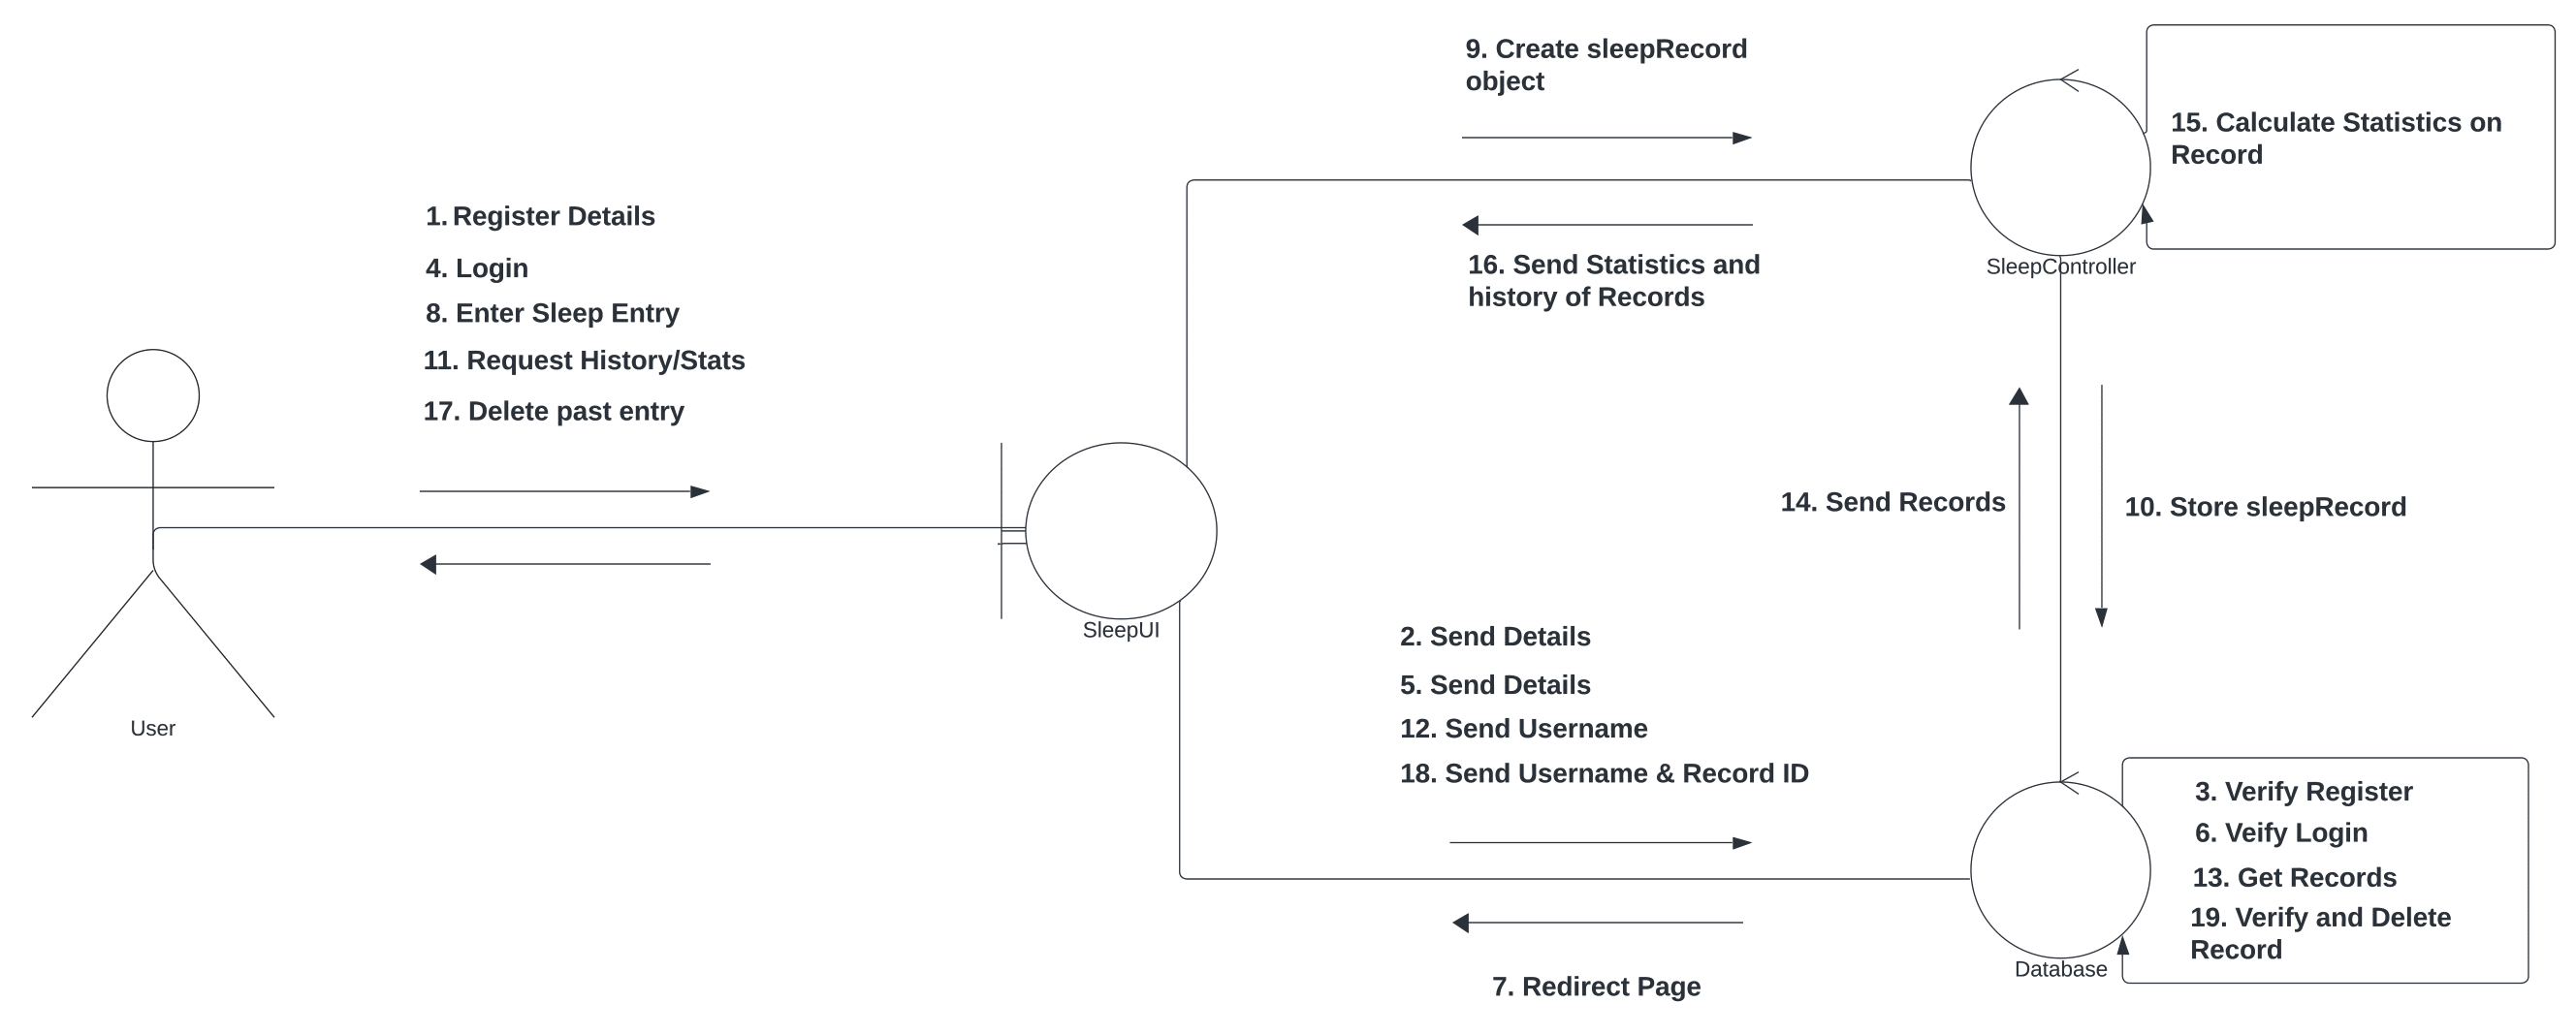 9. Create sleepRecord
object
15. Calculate Statistics on
Record
1. Register Details
4. Login
8. Enter Sleep Entry
11. Request History/Stats
17. Delete past entry
16. Send Statistics and
history of Records
SleepController
14. Send Records
10. Store sleepRecord
SleepUI
User
2. Send Details
5. Send Details
12. Send Username
18. Send Username & Record ID
3. Verify Register
6. Veify Login
13. Get Records
19. Verify and Delete
Record
Database
7. Redirect Page